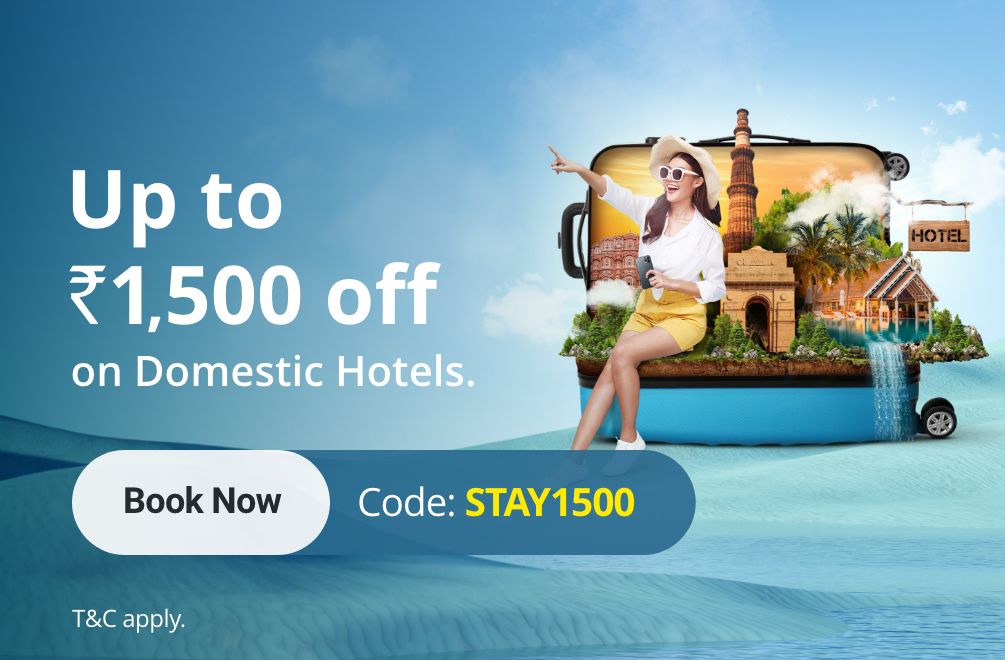 Up to
₹1,500 off
on Domestic Hotels.
Book Now
Code: STAY1500
T&C apply.
HOTEL